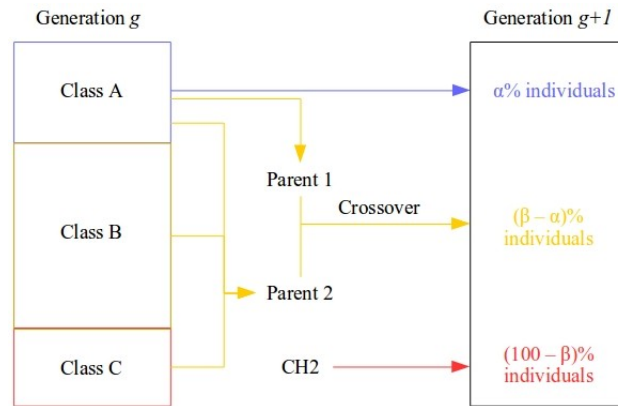 Generation g
Generation g+1
Class A
α% individuals
Parent 1
Crossover
Class B
(β – α)%
individuals
Parent 2
Class C
CH2
(100 – β)%
individuals